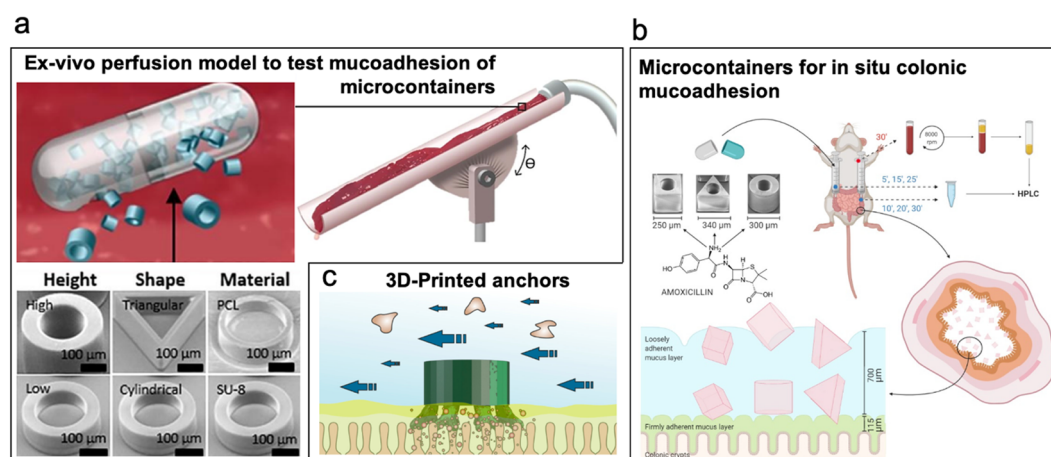 a
Ex-vivo perfusion model to test mucoadhesion of
microcontainers
Θ
Height Shape Material
High Triangular PCL
100 µm 100 µm 100 µm
Low Cylindrical SU-8
100 µm 100 µm 100 µm
C 3D-Printed anchors
b
Microcontainers for in situ colonic
mucoadhesion
30'
8000
rpm
5', 15', 25'
10', 20', 30'
HPLC
250 µm 340 µm 300 µm
NH₂
HO
O
H
N
H
S
N
O
O
OH
AMOXICILLIN
Loosely
adherent
mucus layer
700
µm
Firmly adherent mucus layer
115
µm
Colonic crypts